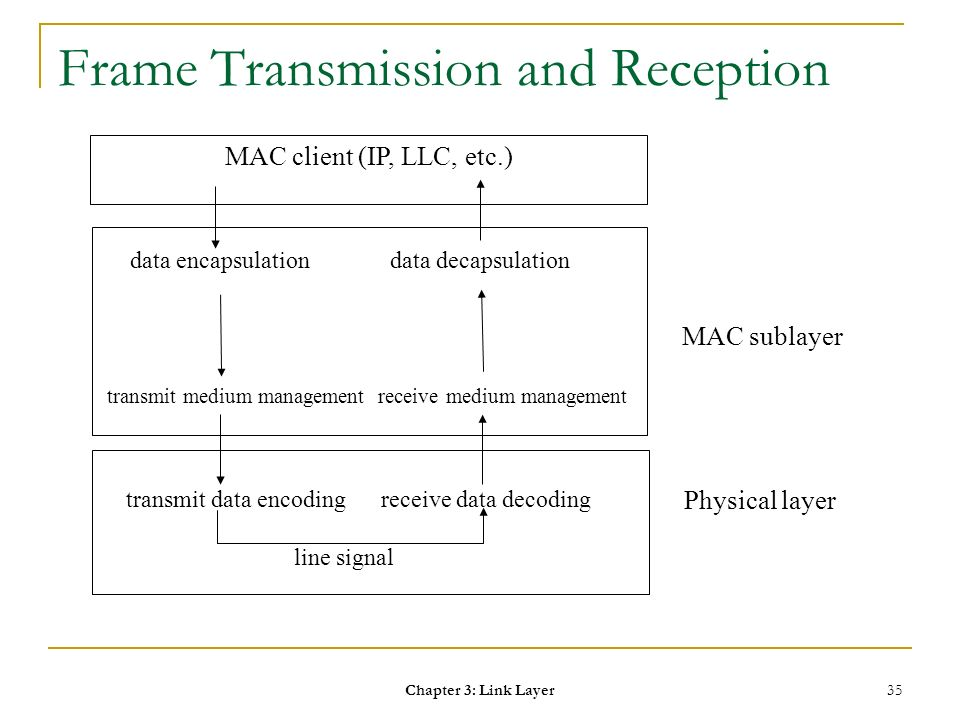 Frame Transmission and Reception
MAC client (IP, LLC, etc.)
data encapsulation data decapsulation
MAC sublayer
transmit medium management receive medium management
transmit data encoding receive data decoding
Physical layer
line signal
Chapter 3: Link Layer 35